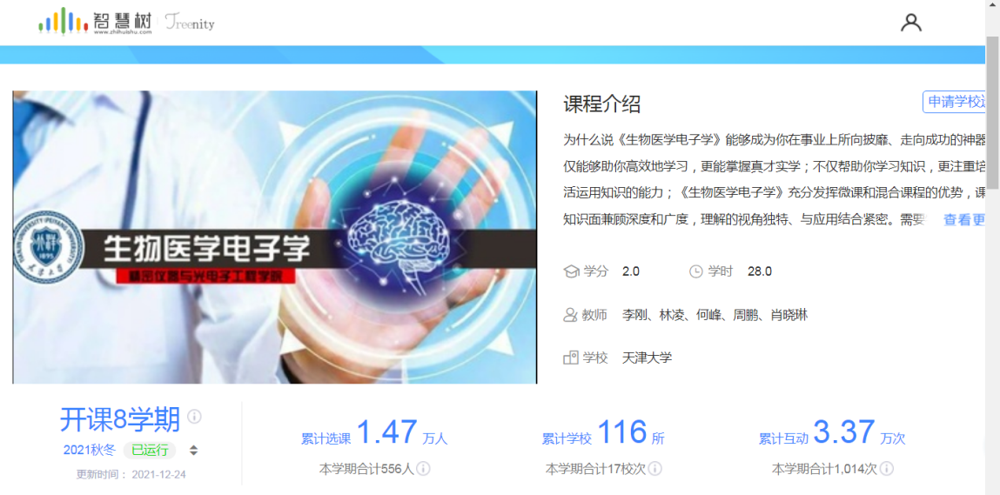 智慧树 Treenity
www.zhihuishu.com
课程介绍
申请学校
为什么说《生物医学电子学》能够成为你在事业上所向披靡、走向成功的神器
仅能够助你高效地学习，更能掌握真才实学；不仅帮助你学习知识，更注重培
活运用知识的能力；《生物医学电子学》充分发挥微课和混合课程的优势，课
知识面兼顾深度和广度，理解的视角独特、与应用结合紧密。需要
查看更
生物医学电子学
精密仪器与光电子工程学院
1895
天津大学
学分 2.0 学时 28.0
教师 李刚、林凌、何峰、周鹏、肖晓琳
学校 天津大学
开课8学期
2021秋冬 已运行
更新时间： 2021-12-24
累计选课 1.47 万人
本学期合计556人
累计学校 116 所
本学期合计17校次
累计互动 3.37 万次
本学期合计1,014次